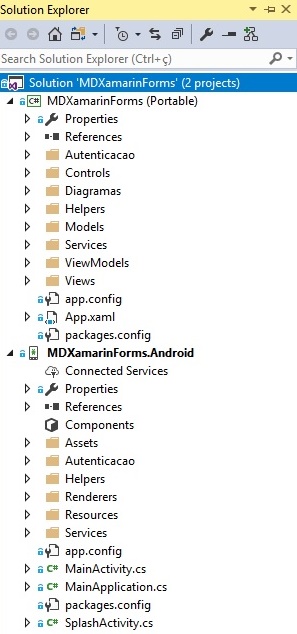 Solution Explorer
Search Solution Explorer (Ctrl+ç)
Solution 'MDXamarinForms' (2 projects)
C# MDXamarinForms (Portable)
Properties
References
Autenticacao
Controls
Diagramas
Helpers
Models
Services
ViewModels
Views
app.config
App.xaml
packages.config
MDXamarinForms.Android
Connected Services
Properties
References
Components
Assets
Autenticacao
Helpers
Renderers
Resources
Services
app.config
C# MainActivity.cs
C# MainApplication.cs
packages.config
C# SplashActivity.cs